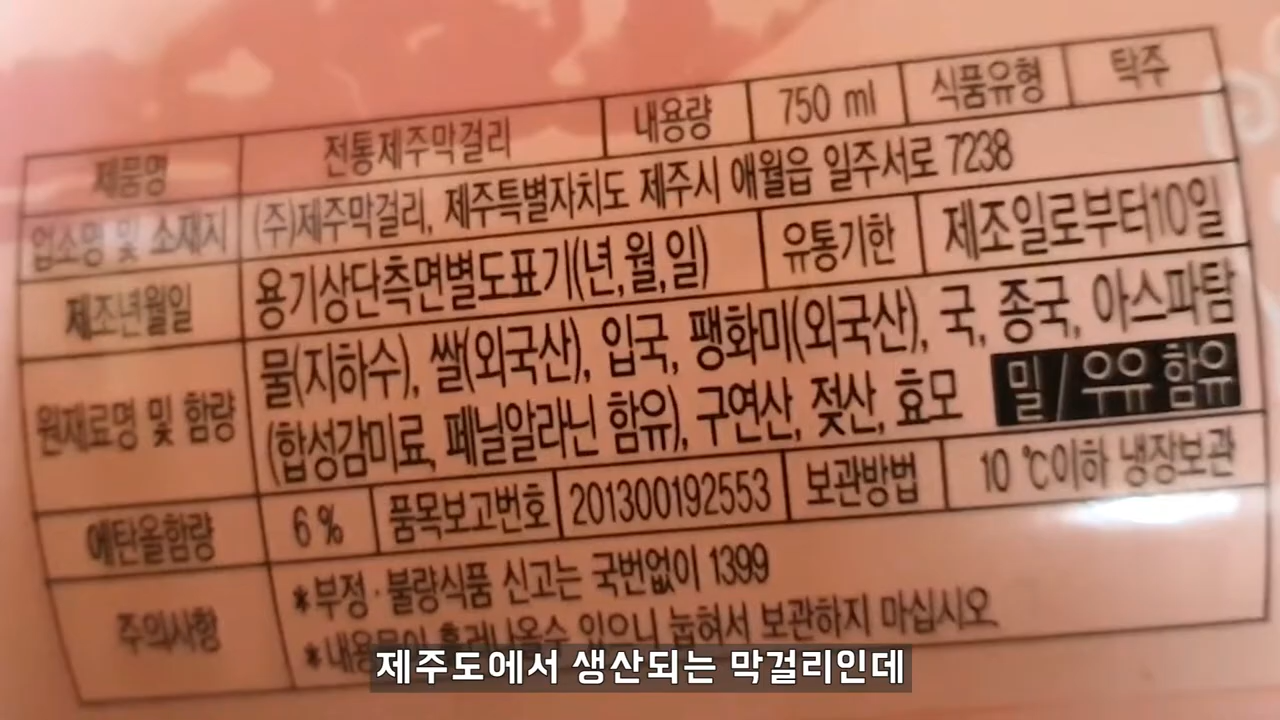 제품명 전통제주막걸리 내용량 750 ml 식품유형 탁주
업소명 및 소재지 (주)제주막걸리, 제주특별자치도 제주시 애월읍 일주서로 7238
제조년월일 용기상단측면별도표기(년,월,일) 유통기한 제조일로부터10일
원재료명 및 함량 물(지하수), 쌀(외국산), 입국, 팽화미(외국산), 국, 종국, 아스파탐
(합성감미료, 페닐알라닌 함유), 구연산, 젖산, 효모 밀/우유 함유
에탄올함량 6% 품목보고번호 201300192553 보관방법 10℃이하 냉장보관
주의사항 *부정·불량식품 신고는 국번없이 1399
*내용물이 흘러나올수 있으니 눕혀서 보관하지 마십시오
제주도에서 생산되는 막걸리인데